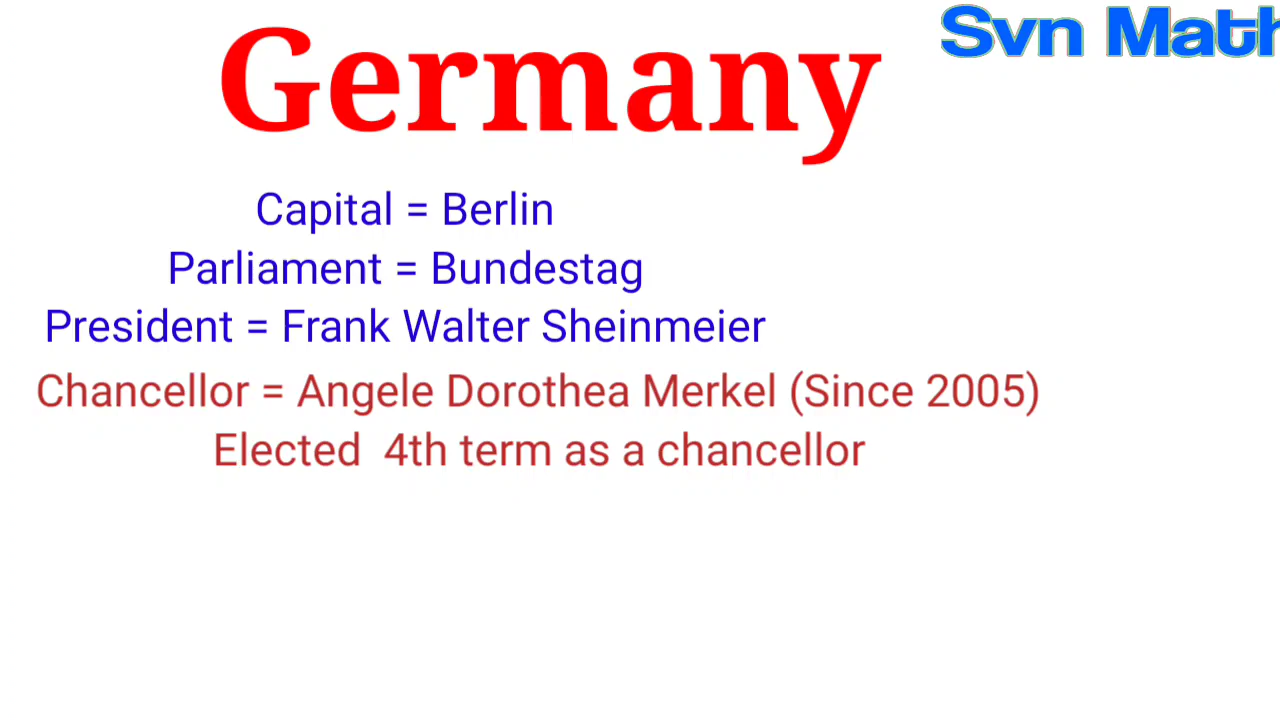 Germany
Svn Math
Capital = Berlin
Parliament = Bundestag
President = Frank Walter Sheinmeier
Chancellor = Angele Dorothea Merkel (Since 2005)
Elected 4th term as a chancellor